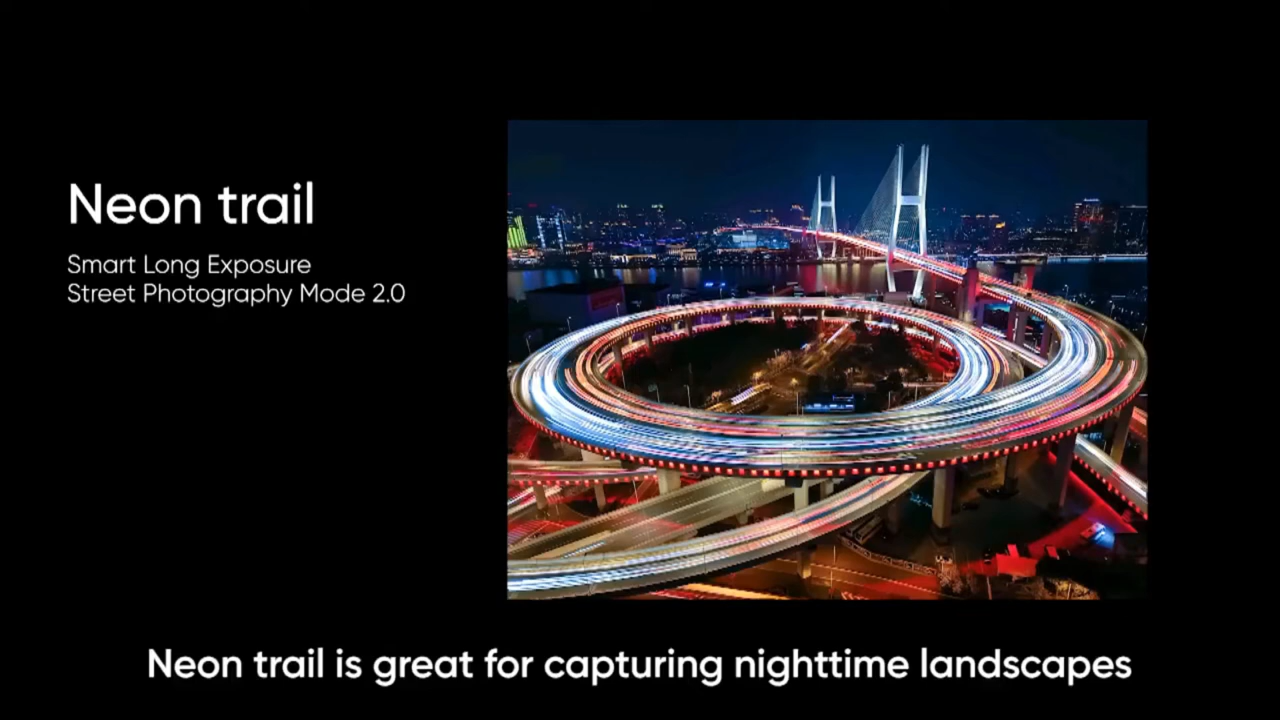 Neon trail
Smart Long Exposure
Street Photography Mode 2.0
Neon trail is great for capturing nighttime landscapes